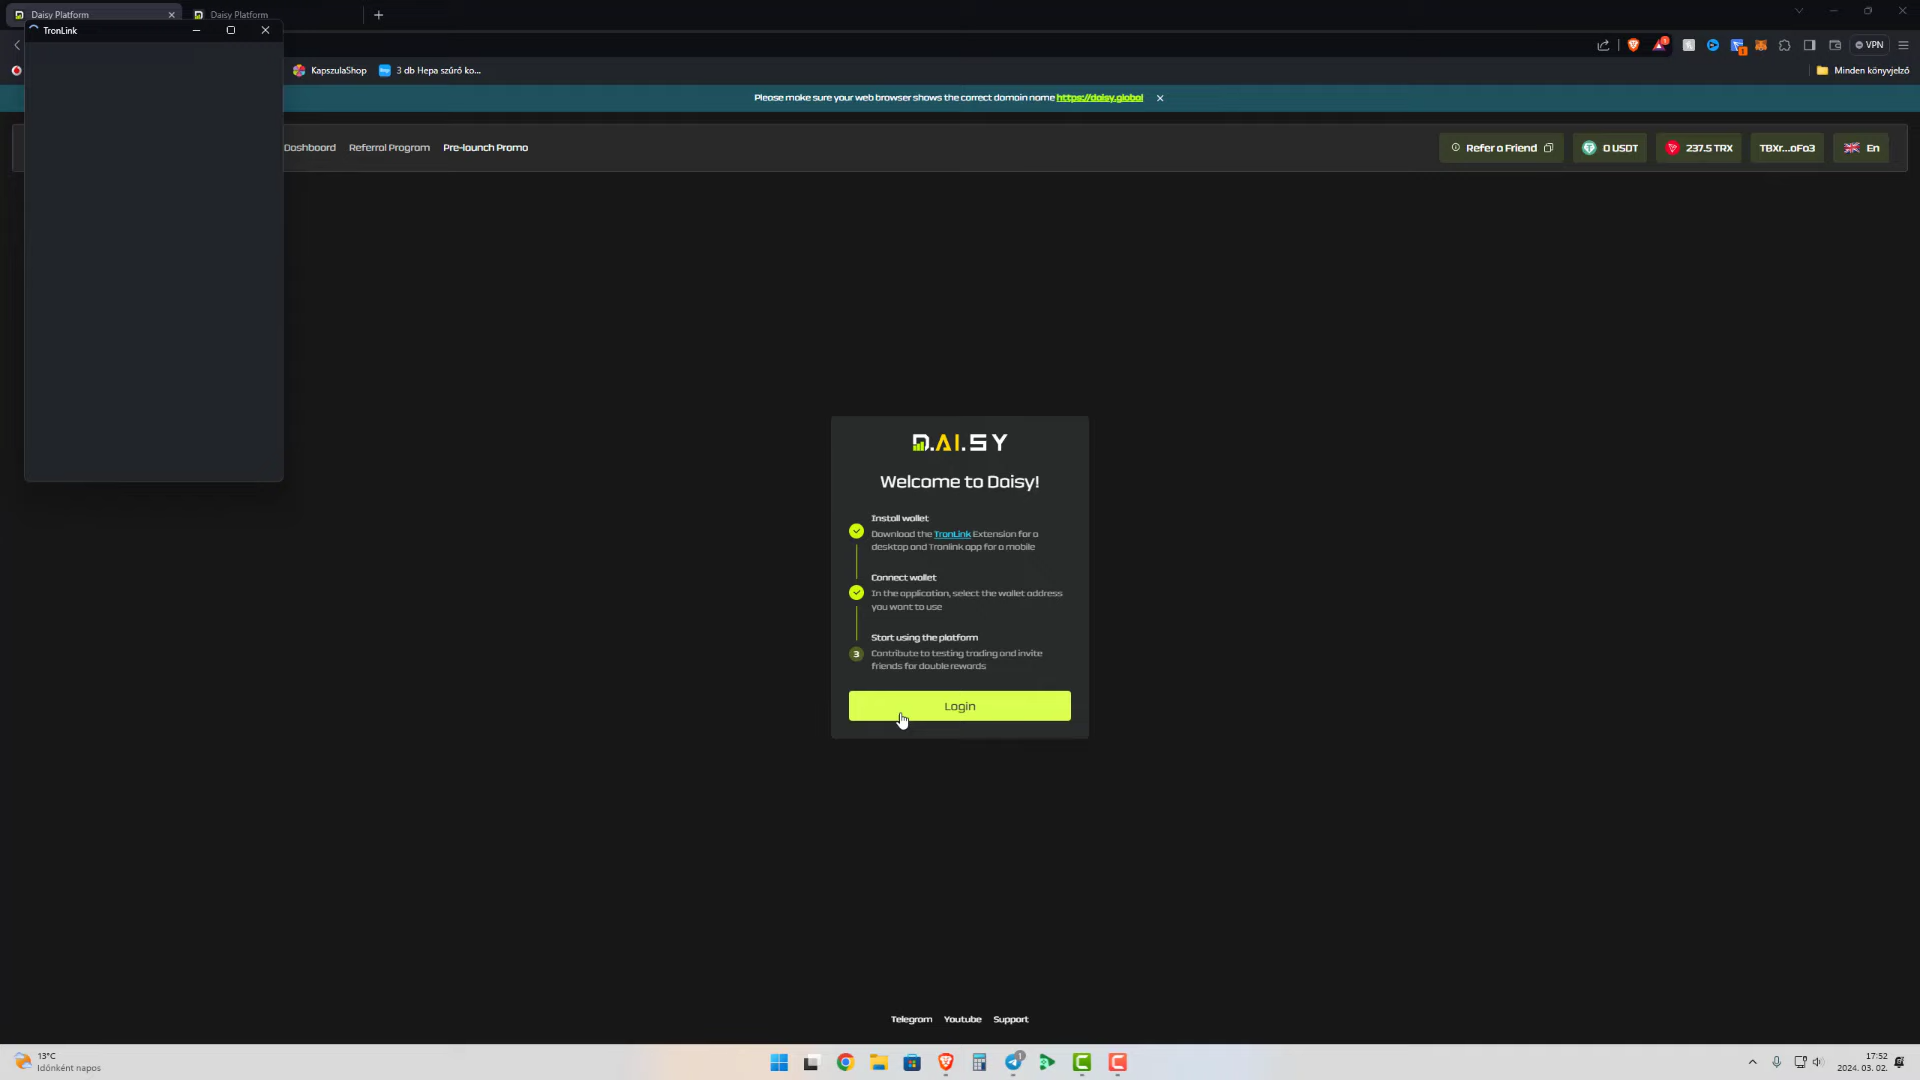 Daisy Platform
Daisy Platform
TronLink
VPN
KapszulaShop
3 db Hepa szűrő ko...
Minden könyvjelző
Please make sure your web browser shows the correct domain name https://daisy.global
Dashboard
Referral Program
Pre-launch Promo
Refer a Friend
0 USDT
237.5 TRX
TBXr...oFo3
En
D.AI.SY
Welcome to Daisy!
Install wallet
Download the TronLink Extension for a
desktop and Tronlink app for a mobile
Connect wallet
In the application, select the wallet address
you want to use
Start using the platform
3
Contribute to testing trading and invite
friends for double rewards
Login
Telegram
Youtube
Support
13°C
Időnként napos
17:52
2024. 03. 02.